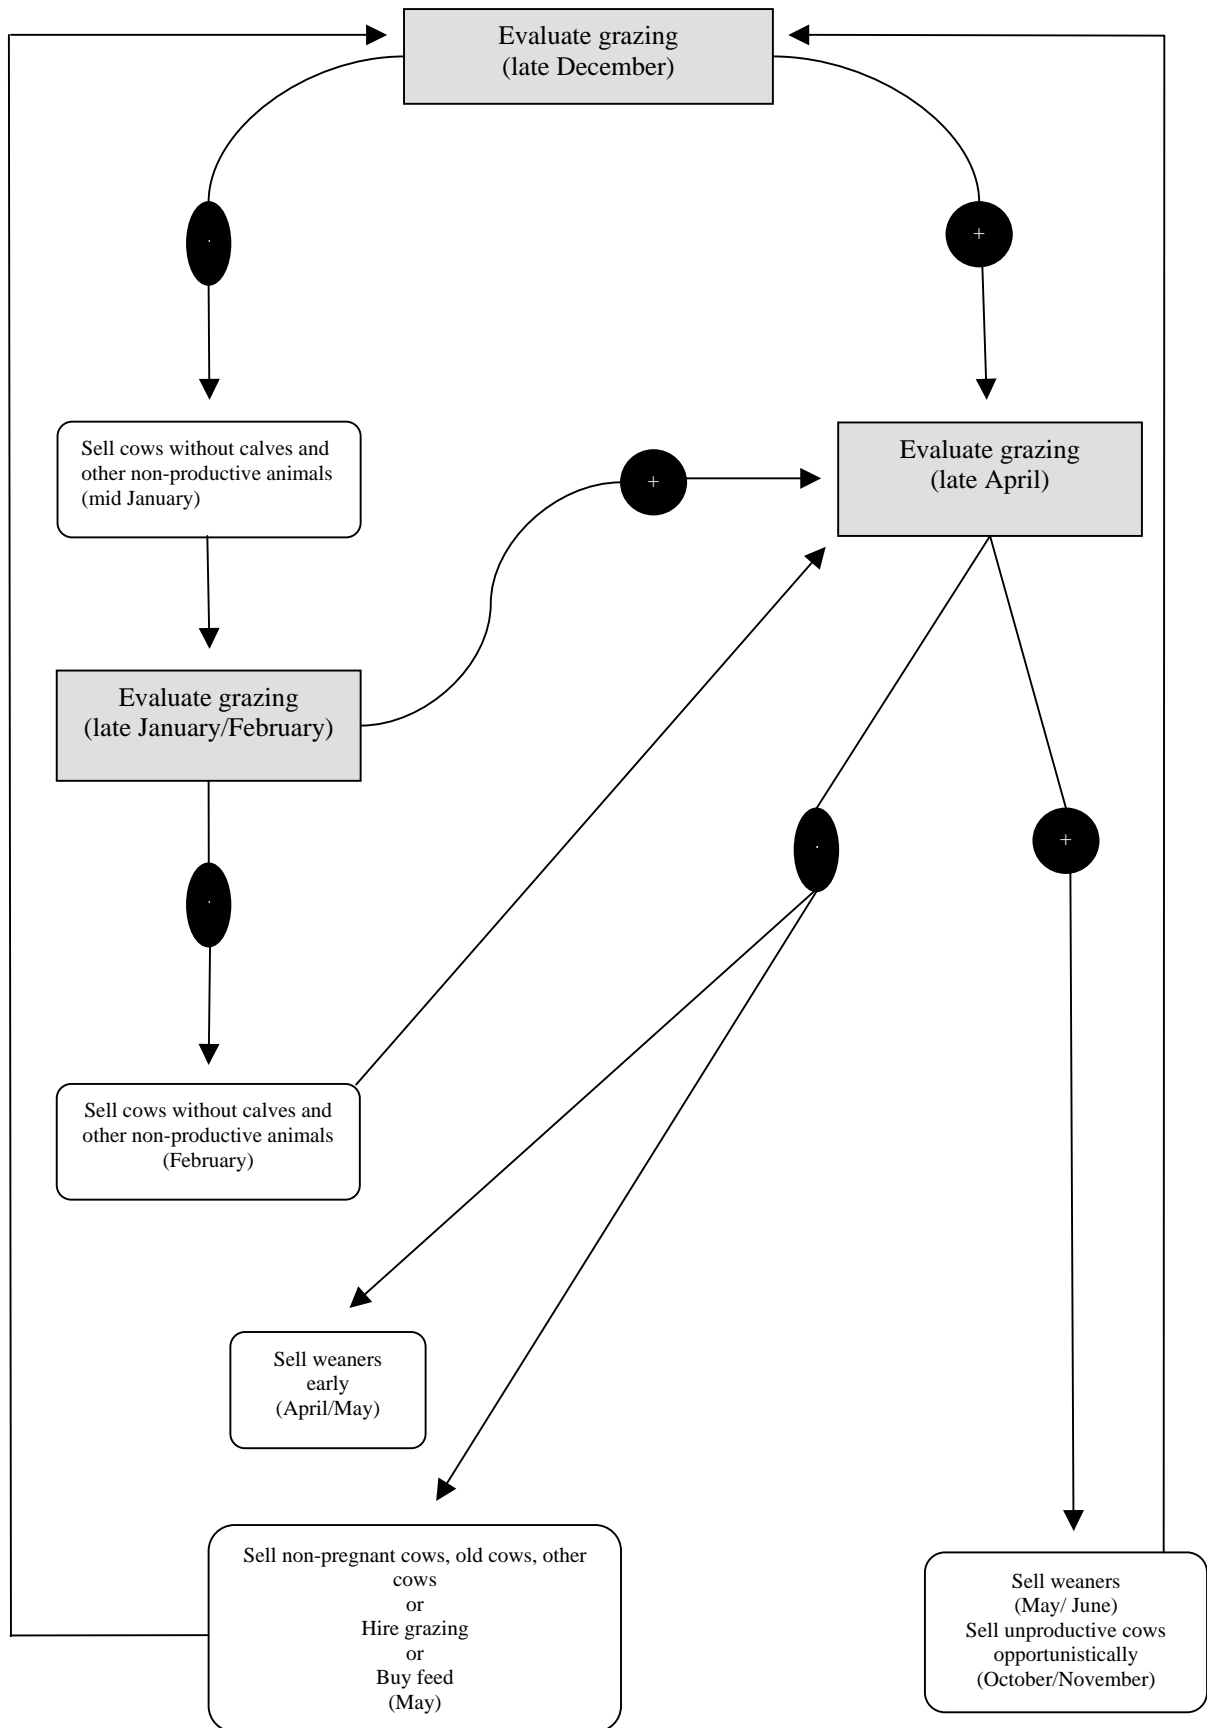 Evaluate grazing
(late December)
+
Sell cows without calves and
other non-productive animals
(mid January)
+
Evaluate grazing
(late April)
Evaluate grazing
(late January/February)
+
Sell cows without calves and
other non-productive animals
(February)
Sell weaners
early
(April/May)
Sell non-pregnant cows, old cows, other
cows
or
Hire grazing
or
Buy feed
(May)
Sell weaners
(May/ June)
Sell unproductive cows
opportunistically
(October/November)